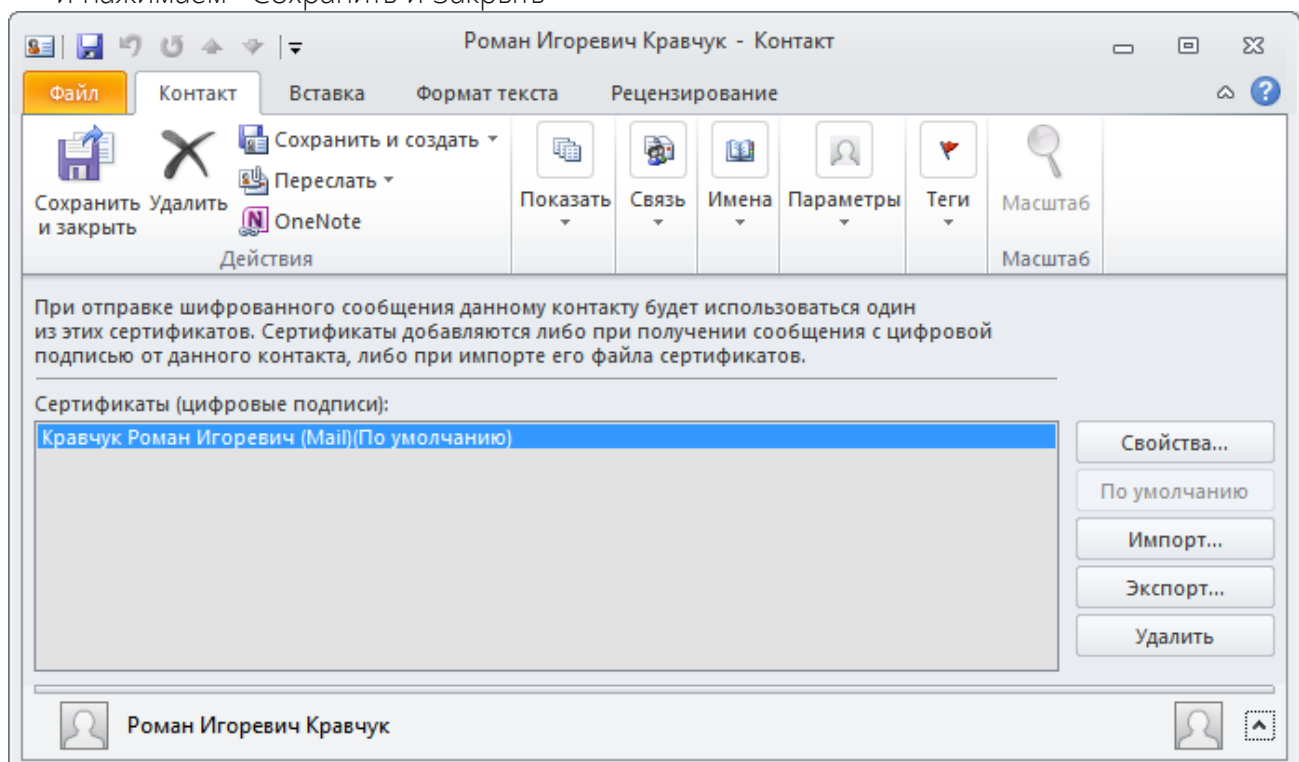 и нажимаем "Сохранить и Закрыть"
Роман Игоревич Кравчук - Контакт
Файл Контакт Вставка Формат текста Рецензирование
Сохранить и закрыть
Удалить
Сохранить и создать
Переслать
OneNote
Действия
Показать
Связь
Имена
Параметры
Теги
Масштаб
Масштаб
При отправке шифрованного сообщения данному контакту будет использоваться один
из этих сертификатов. Сертификаты добавляются либо при получении сообщения с цифровой
подписью от данного контакта, либо при импорте его файла сертификатов.
Сертификаты (цифровые подписи):
Кравчук Роман Игоревич (Mail)(По умолчанию)
Свойства...
По умолчанию
Импорт...
Экспорт...
Удалить
Роман Игоревич Кравчук